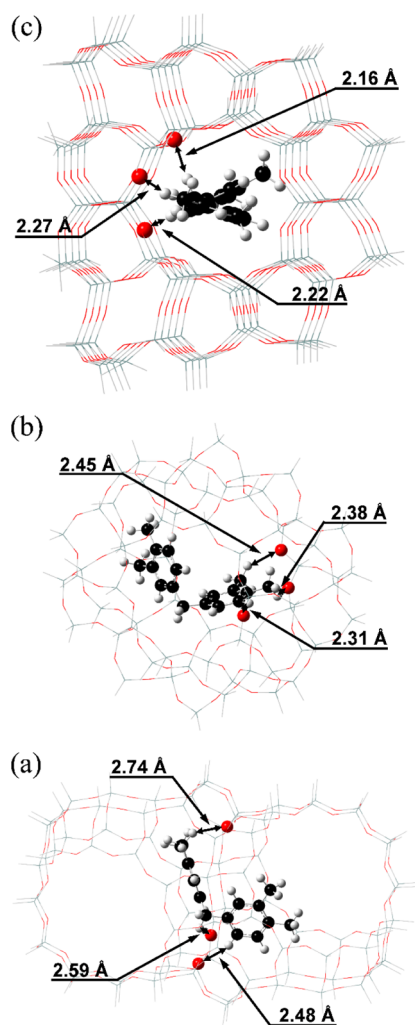 (c)
2.16 Å
2.27 Å
2.22 Å
(b)
2.45 Å
2.38 Å
2.31 Å
(a)
2.74 Å
2.59 Å
2.48 Å